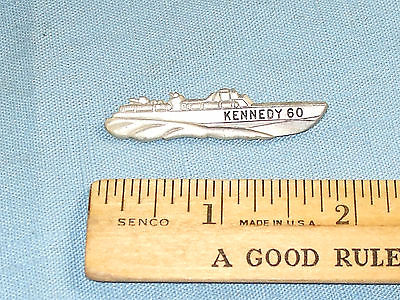 KENNEDY 60
1 2
SENCO MADE IN U.S.A.
A GOOD RULE